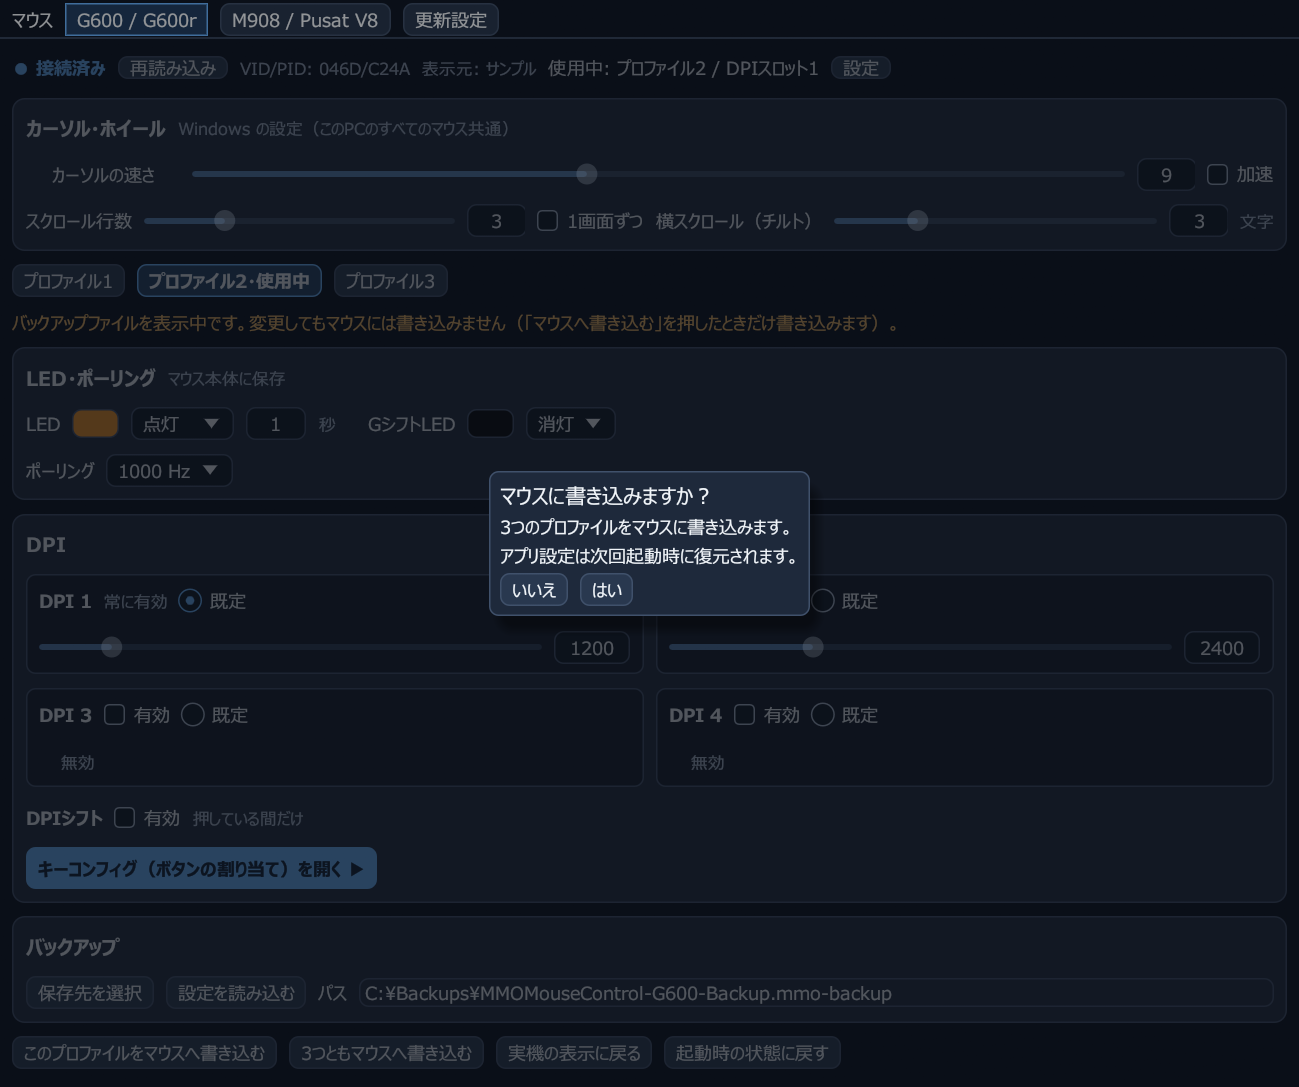 マウス G600 / G600r M908 / Pusat V8 更新設定
接続済み 再読み込み VID/PID: 046D/C24A 表示元: サンプル 使用中: プロファイル2 / DPIスロット1 設定
カーソル・ホイール Windows の設定（このPCのすべてのマウス共通）
カーソルの速さ 9 加速
スクロール行数 3 1画面ずつ 横スクロール（チルト） 3 文字
プロファイル1 プロファイル2・使用中 プロファイル3
バックアップファイルを表示中です。変更してもマウスには書き込みません（「マウスへ書き込む」を押したときだけ書き込みます）。
LED・ポーリング マウス本体に保存
LED 点灯 ▼ 1 秒 GシフトLED 消灯 ▼
ポーリング 1000 Hz ▼
マウスに書き込みますか？
3つのプロファイルをマウスに書き込みます。
アプリ設定は次回起動時に復元されます。
いいえ はい
DPI
DPI 1 常に有効 既定
1200
既定
2400
DPI 3 有効 既定
無効
DPI 4 有効 既定
無効
DPIシフト 有効 押している間だけ
キーコンフィグ（ボタンの割り当て）を開く ▶
バックアップ
保存先を選択 設定を読み込む パス C:¥Backups¥MMOMouseControl-G600-Backup.mmo-backup
このプロファイルをマウスへ書き込む 3つともマウスへ書き込む 実機の表示に戻る 起動時の状態に戻す